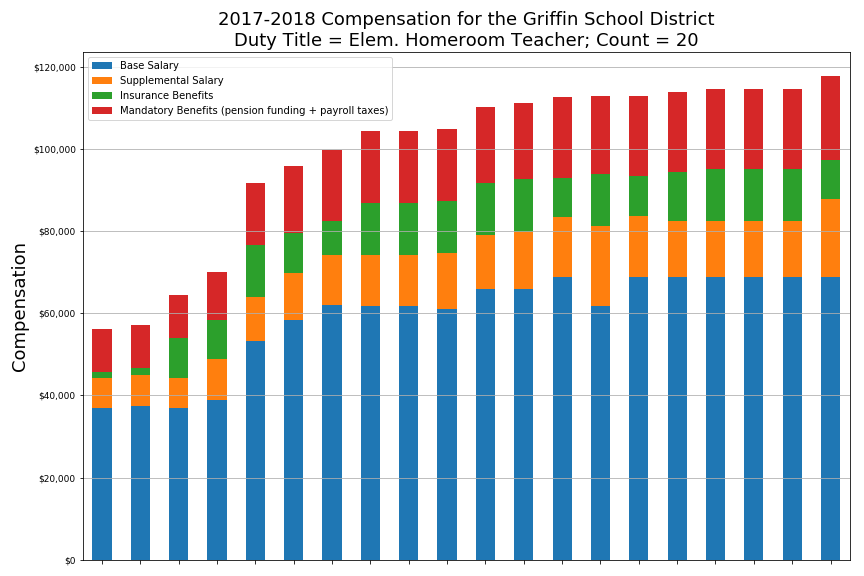 2017-2018 Compensation for the Griffin School District
Duty Title = Elem. Homeroom Teacher; Count = 20
Base Salary
Supplemental Salary
Insurance Benefits
Mandatory Benefits (pension funding + payroll taxes)
Compensation
$120,000
$100,000
$80,000
$60,000
$40,000
$20,000
$0